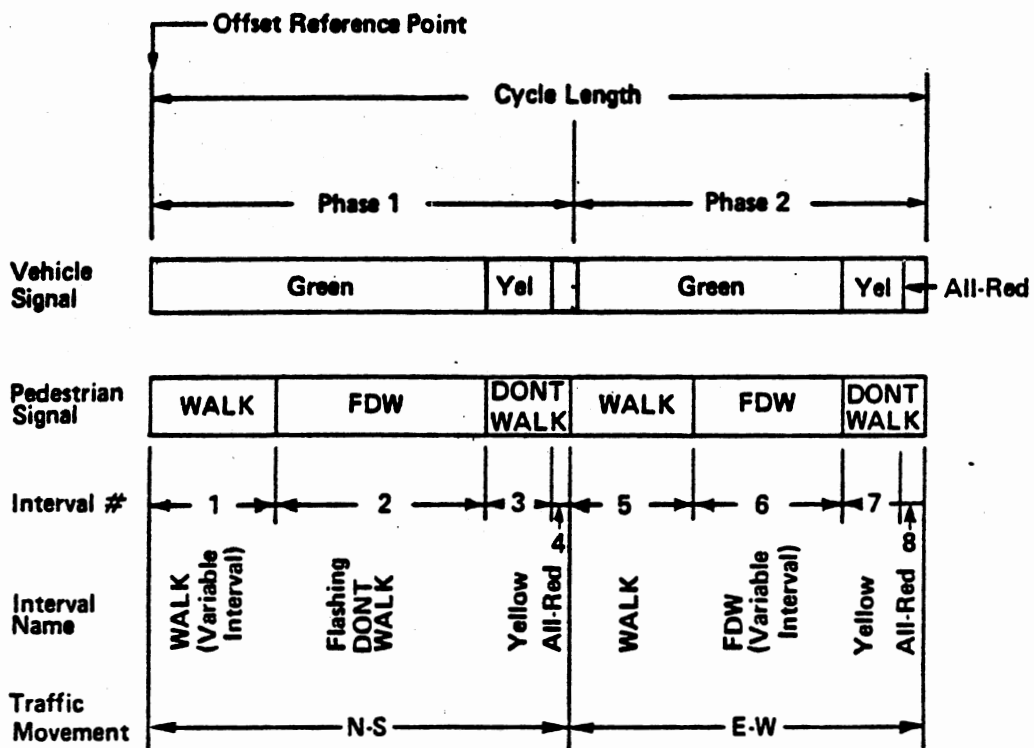 Offset Reference Point
Cycle Length
Phase 1 Phase 2
Vehicle
Signal
Green Yel Green Yel All-Red
Pedestrian
Signal
WALK FDW DONT
WALK WALK FDW DONT
WALK
Interval # 1 2 3 4 5 6 7 8
Interval
Name
WALK
(Variable
Interval)
Flashing
DONT
WALK
Yellow
All-Red
WALK
FDW
(Variable
Interval)
Yellow
All-Red
Traffic
Movement
N-S E-W